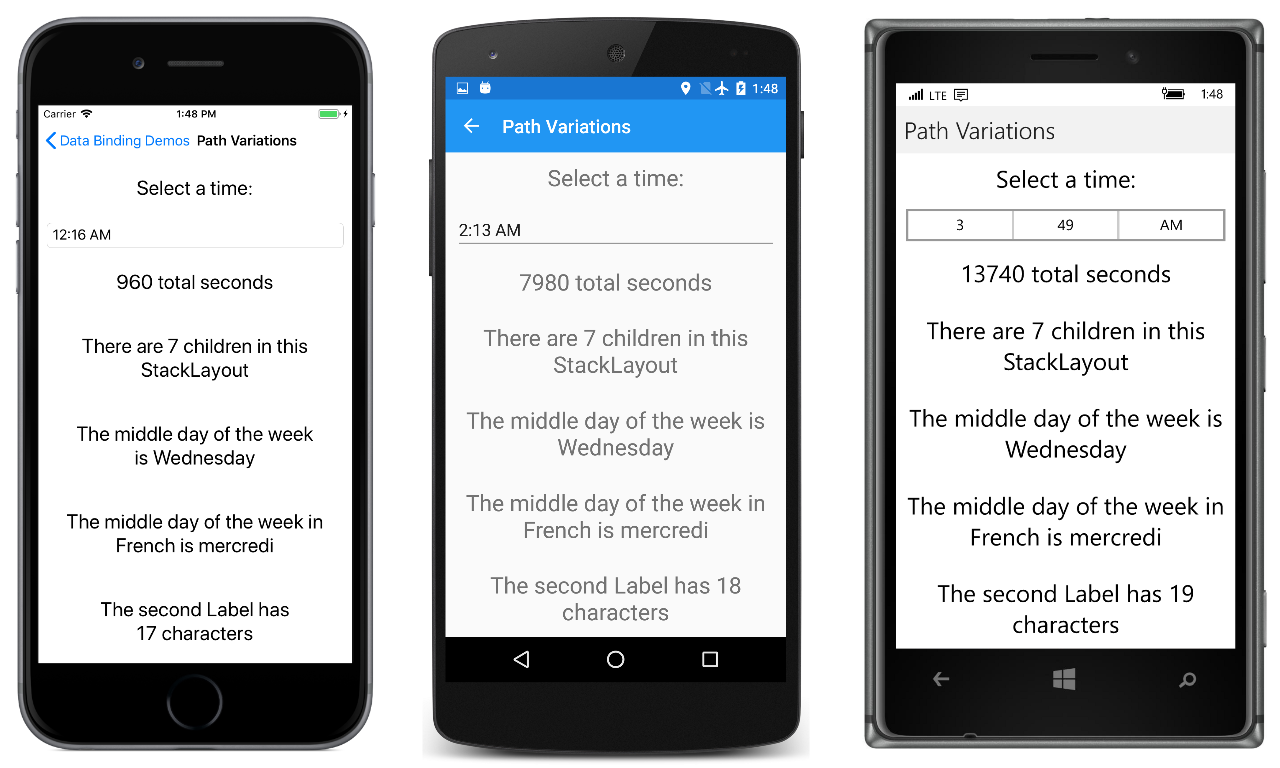 Carrier 1:48 PM
Data Binding Demos Path Variations
Select a time:
12:16 AM
960 total seconds
There are 7 children in this
StackLayout
The middle day of the week
is Wednesday
The middle day of the week in
French is mercredi
The second Label has
17 characters
1:48
Path Variations
Select a time:
2:13 AM
7980 total seconds
There are 7 children in this
StackLayout
The middle day of the week is
Wednesday
The middle day of the week in
French is mercredi
The second Label has 18
characters
LTE 1:48
Path Variations
Select a time:
3 49 AM
13740 total seconds
There are 7 children in this
StackLayout
The middle day of the week is
Wednesday
The middle day of the week in
French is mercredi
The second Label has 19
characters